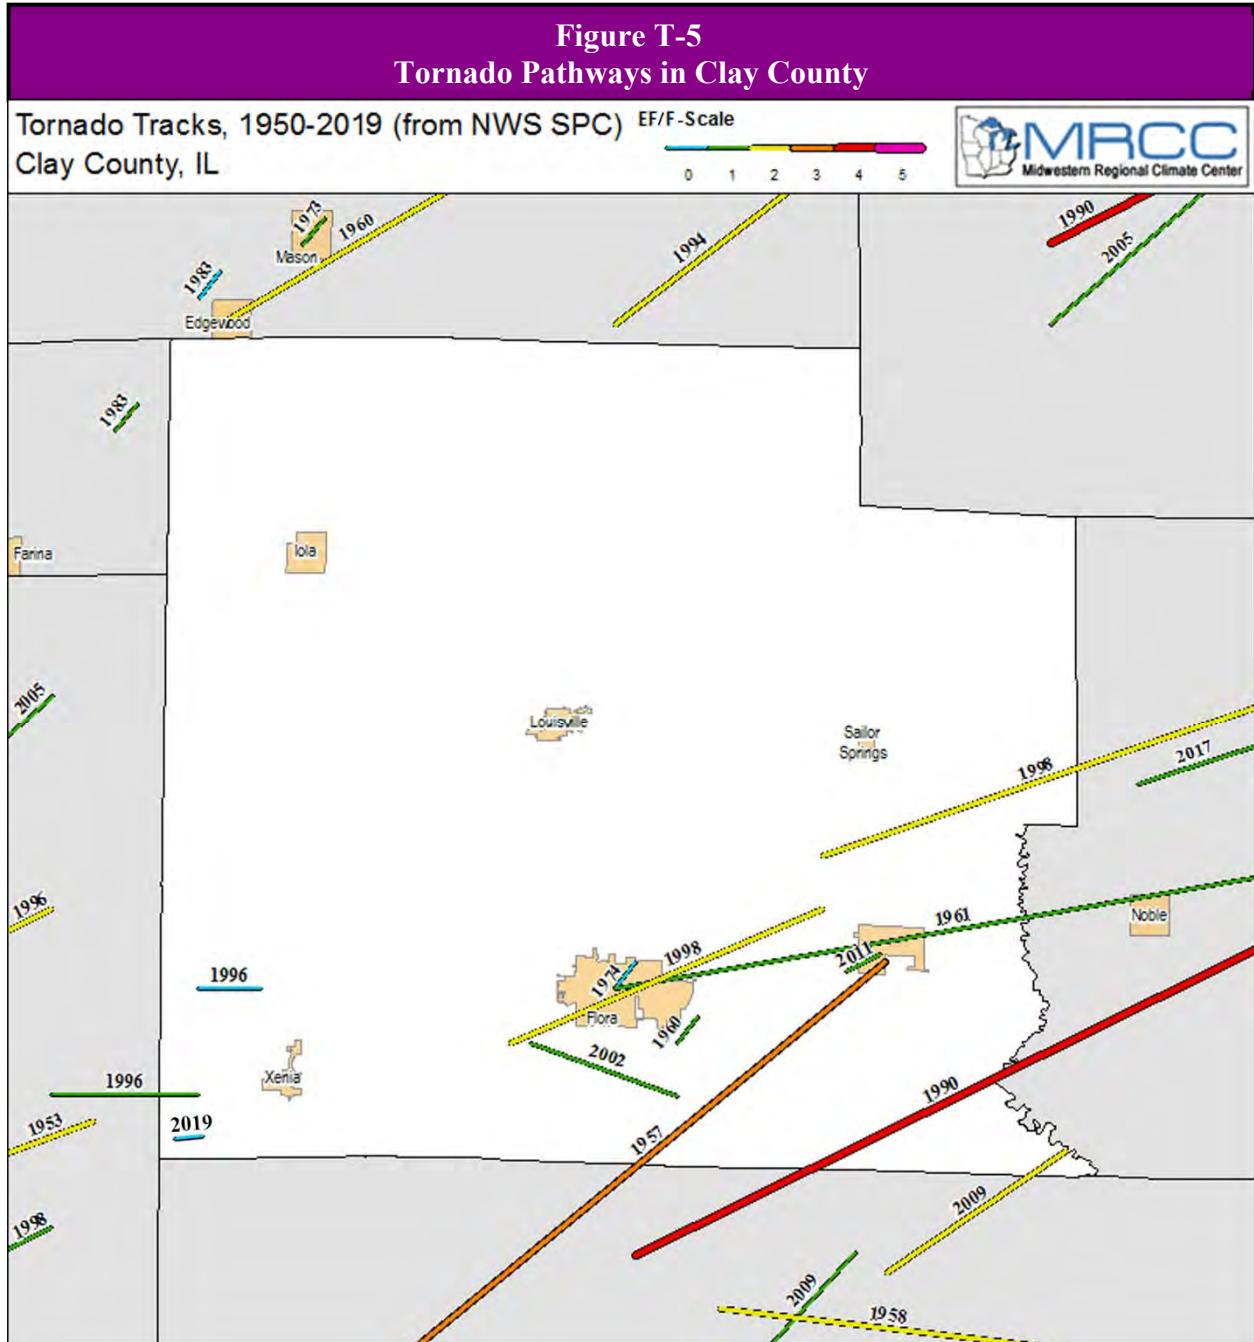 Figure T-5
Tornado Pathways in Clay County
Tornado Tracks, 1950-2019 (from NWS SPC)
Clay County, IL
EF/F-Scale
0 1 2 3 4 5
MRCC
Midwestern Regional Climate Center
1973
1960
1990
Mason
1994
2005
1983
Edgewood
1983
Farina
Iola
2005
Louisville
Sailor
Springs
1998
2017
1996
1961
Noble
1998
2011
1974
1996
Flora
1960
2002
Xenia
1996
1990
1953
2019
1957
2009
1998
2009
1958